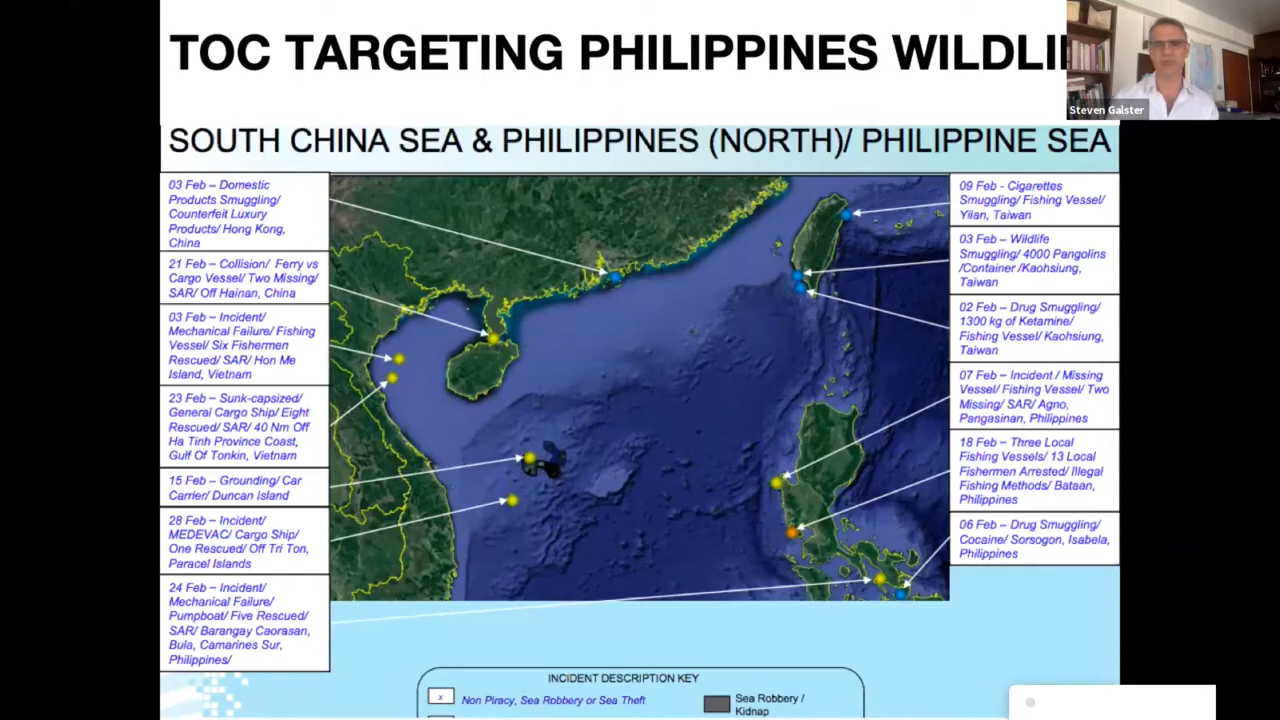 TOC TARGETING PHILIPPINES WILDLI
Steven Galster
SOUTH CHINA SEA & PHILIPPINES (NORTH)/ PHILIPPINE SEA
03 Feb – Domestic
Products Smuggling/
Counterfeit Luxury
Products/ Hong Kong,
China
21 Feb – Collision/ Ferry vs
Cargo Vessel/ Two Missing/
SAR/ Off Hainan, China
03 Feb – Incident/
Mechanical Failure/ Fishing
Vessel/ Six Fishermen
Rescued/ SAR/ Hon Me
Island, Vietnam
23 Feb – Sunk-capsized/
General Cargo Ship/ Eight
Rescued/ SAR/ 40 Nm Off
Ha Tinh Province Coast,
Gulf Of Tonkin, Vietnam
15 Feb – Grounding/ Car
Carrier/ Duncan Island
28 Feb – Incident/
MEDEVAC/ Cargo Ship/
One Rescued/ Off Tri Ton,
Paracel Islands
24 Feb – Incident/
Mechanical Failure/
Pumpboat/ Five Rescued/
SAR/ Barangay Caorasan,
Bula, Camarines Sur,
Philippines/
09 Feb - Cigarettes
Smuggling/ Fishing Vessel/
Yilan, Taiwan
03 Feb – Wildlife
Smuggling/ 4000 Pangolins
/Container /Kaohsiung,
Taiwan
02 Feb – Drug Smuggling/
1300 kg of Ketamine/
Fishing Vessel/ Kaohsiung,
Taiwan
07 Feb – Incident / Missing
Vessel/ Fishing Vessel/ Two
Missing/ SAR/ Agno,
Pangasinan, Philippines
18 Feb – Three Local
Fishing Vessels/ 13 Local
Fishermen Arrested/ Illegal
Fishing Methods/ Bataan,
Philippines
06 Feb – Drug Smuggling/
Cocaine/ Sorsogon, Isabela,
Philippines
INCIDENT DESCRIPTION KEY
x
Non Piracy, Sea Robbery or Sea Theft
Sea Robbery /
Kidnap